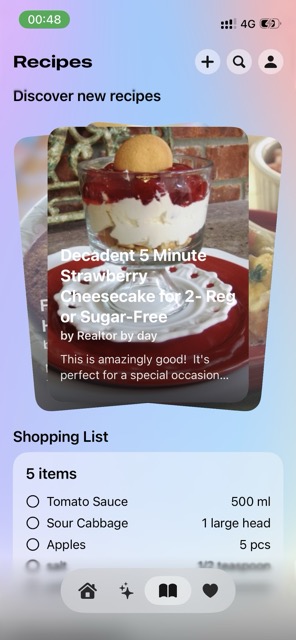 00:48
4G
Recipes
Discover new recipes
Decadent 5 Minute
Strawberry
Cheesecake for 2- Reg
or Sugar-Free
by Realtor by day
This is amazingly good! It's
perfect for a special occasion...
Shopping List
5 items
Tomato Sauce 500 ml
Sour Cabbage 1 large head
Apples 5 pcs
salt 1/2 teaspoon